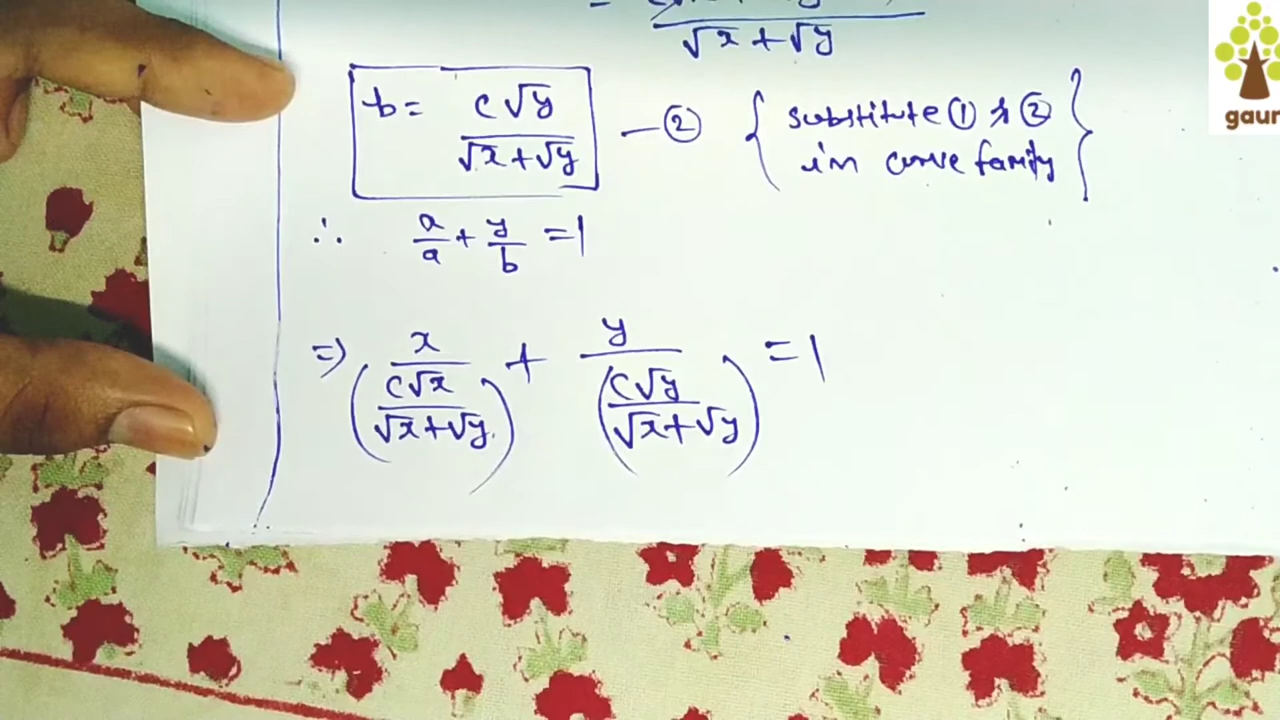 √x + √y
b = c√y / (√x + √y) — ② { substitute ① & ②
in curve family }
∴ x/a + y/b = 1
⇒ x / (c√x / (√x + √y)) + y / (c√y / (√x + √y)) = 1
gaur